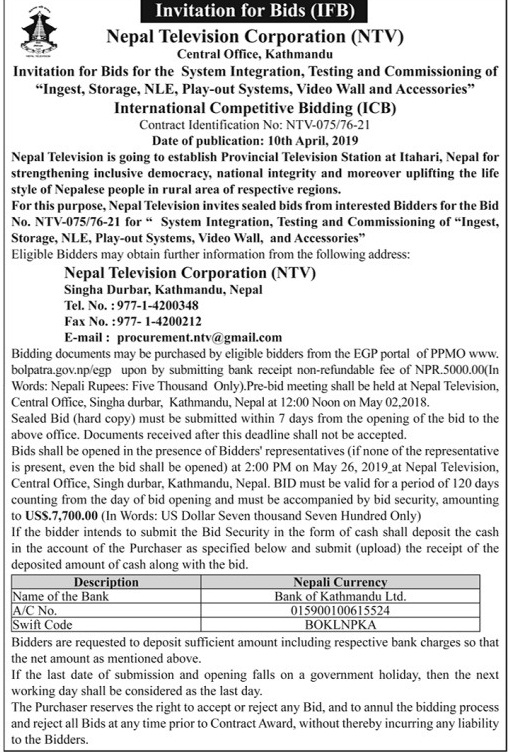 Invitation for Bids (IFB)
Nepal Television Corporation (NTV)
Central Office, Kathmandu
Invitation for Bids for the System Integration, Testing and Commissioning of
“Ingest, Storage, NLE, Play-out Systems, Video Wall and Accessories”
International Competitive Bidding (ICB)
Contract Identification No: NTV-075/76-21
Date of publication: 10th April, 2019
Nepal Television is going to establish Provincial Television Station at Itahari, Nepal for
strengthening inclusive democracy, national integrity and moreover uplifting the life
style of Nepalese people in rural area of respective regions.
For this purpose, Nepal Television invites sealed bids from interested Bidders for the Bid
No. NTV-075/76-21 for “ System Integration, Testing and Commissioning of “Ingest,
Storage, NLE, Play-out Systems, Video Wall, and Accessories”
Eligible Bidders may obtain further information from the following address:
Nepal Television Corporation (NTV)
Singha Durbar, Kathmandu, Nepal
Tel. No. : 977-1-4200348
Fax No. : 977- 1-4200212
E-mail : procurement.ntv@gmail.com
Bidding documents may be purchased by eligible bidders from the EGP portal of PPMO www.
bolpatra.gov.np/egp upon by submitting bank receipt non-refundable fee of NPR.5000.00(In
Words: Nepali Rupees: Five Thousand Only).Pre-bid meeting shall be held at Nepal Television,
Central Office, Singha durbar, Kathmandu, Nepal at 12:00 Noon on May 02,2018.
Sealed Bid (hard copy) must be submitted within 7 days from the opening of the bid to the
above office. Documents received after this deadline shall not be accepted.
Bids shall be opened in the presence of Bidders' representatives (if none of the representative
is present, even the bid shall be opened) at 2:00 PM on May 26, 2019 at Nepal Television,
Central Office, Singh durbar, Kathmandu, Nepal. BID must be valid for a period of 120 days
counting from the day of bid opening and must be accompanied by bid security, amounting
to US$.7,700.00 (In Words: US Dollar Seven thousand Seven Hundred Only)
If the bidder intends to submit the Bid Security in the form of cash shall deposit the cash
in the account of the Purchaser as specified below and submit (upload) the receipt of the
deposited amount of cash along with the bid.
Description Nepali Currency
Name of the Bank Bank of Kathmandu Ltd.
A/C No. 015900100615524
Swift Code BOKLNPKA
Bidders are requested to deposit sufficient amount including respective bank charges so that
the net amount as mentioned above.
If the last date of submission and opening falls on a government holiday, then the next
working day shall be considered as the last day.
The Purchaser reserves the right to accept or reject any Bid, and to annul the bidding process
and reject all Bids at any time prior to Contract Award, without thereby incurring any liability
to the Bidders.